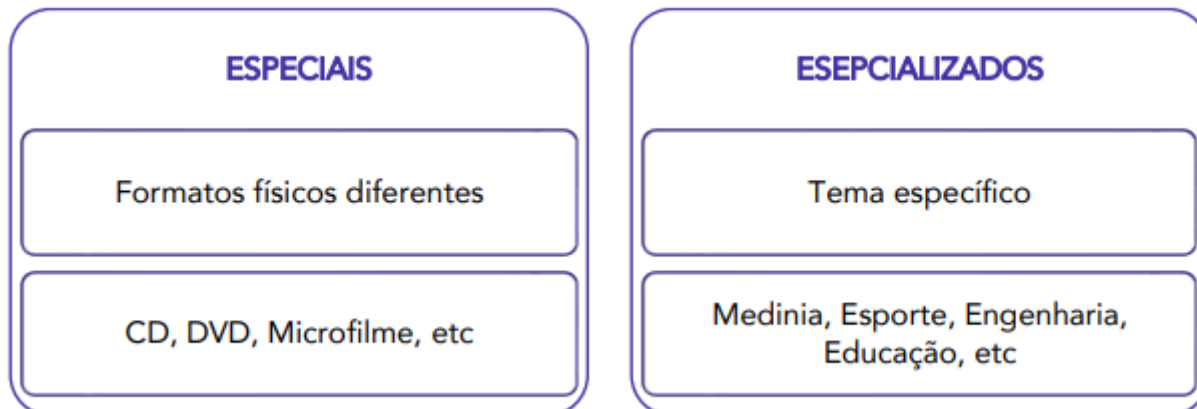 ESPECIAIS
Formatos físicos diferentes
CD, DVD, Microfilme, etc
ESEPCIALIZADOS
Tema específico
Medinia, Esporte, Engenharia,
Educação, etc